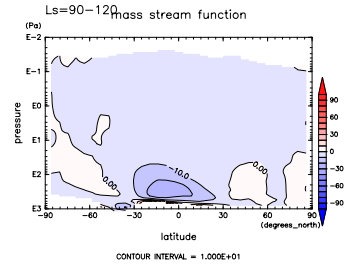 Ls=90-120
mass stream function
(Pa)
E-2
E-1
E0
E1
E2
E3
pressure
0.00
-10.0
0.00
-90 -60 -30 0 30 60 90
(degrees_north)
latitude
90
60
30
0
-30
-60
-90
CONTOUR INTERVAL = 1.000E+01